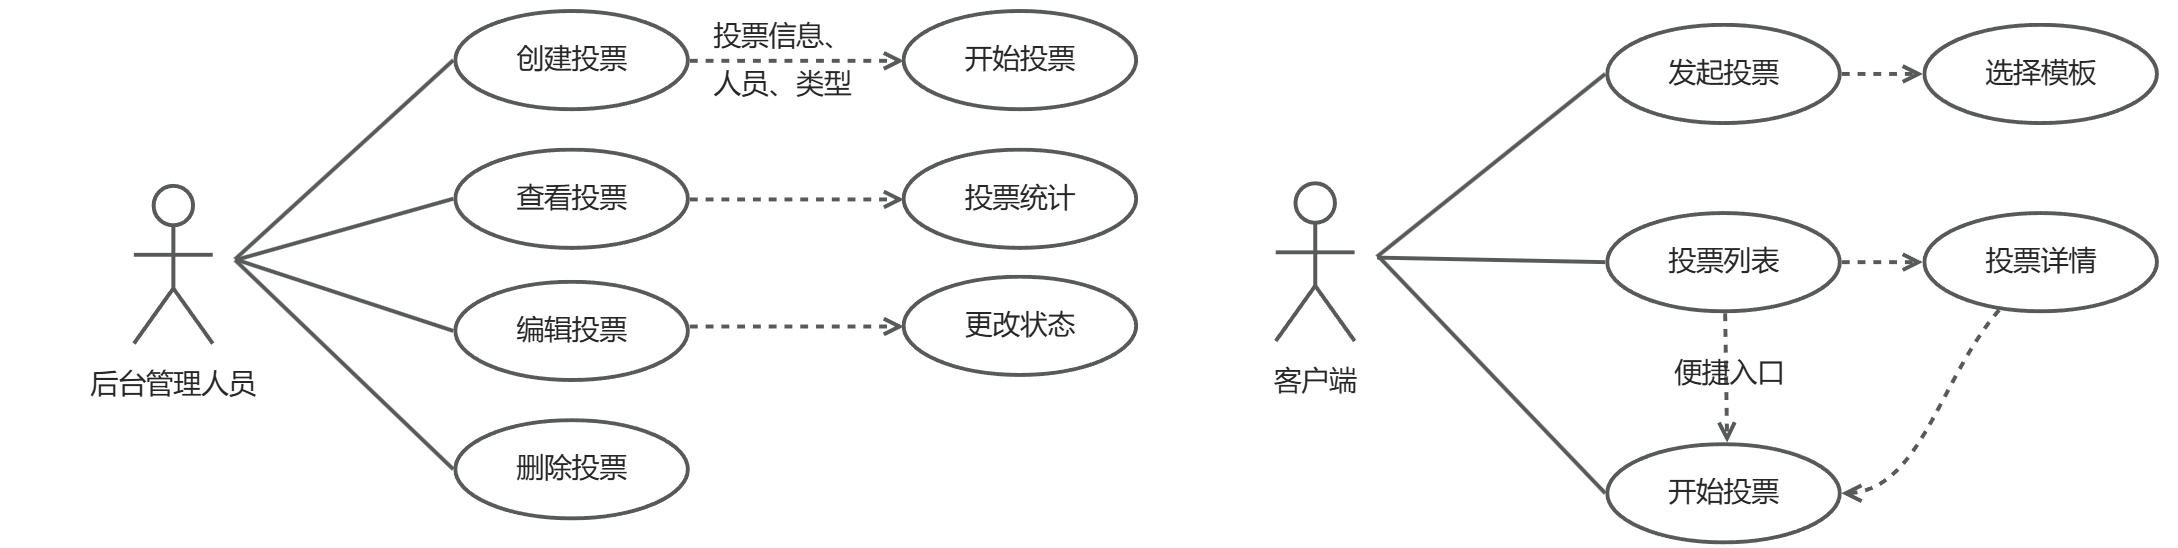 创建投票
投票信息、
人员、类型
开始投票
查看投票
投票统计
编辑投票
更改状态
删除投票
后台管理人员
发起投票
选择模板
投票列表
投票详情
便捷入口
开始投票
客户端